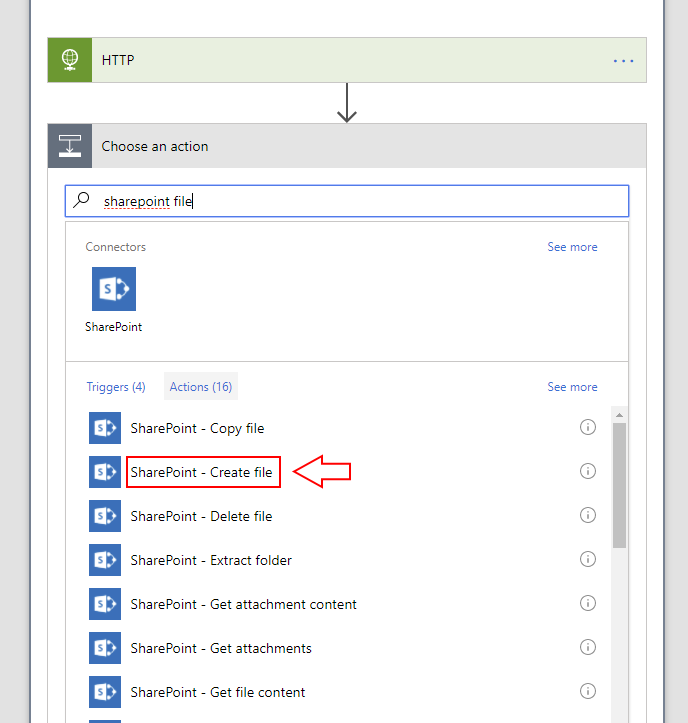 HTTP
Choose an action
sharepoint file
Connectors
See more
SharePoint
Triggers (4)
Actions (16)
See more
SharePoint - Copy file
SharePoint - Create file
SharePoint - Delete file
SharePoint - Extract folder
SharePoint - Get attachment content
SharePoint - Get attachments
SharePoint - Get file content